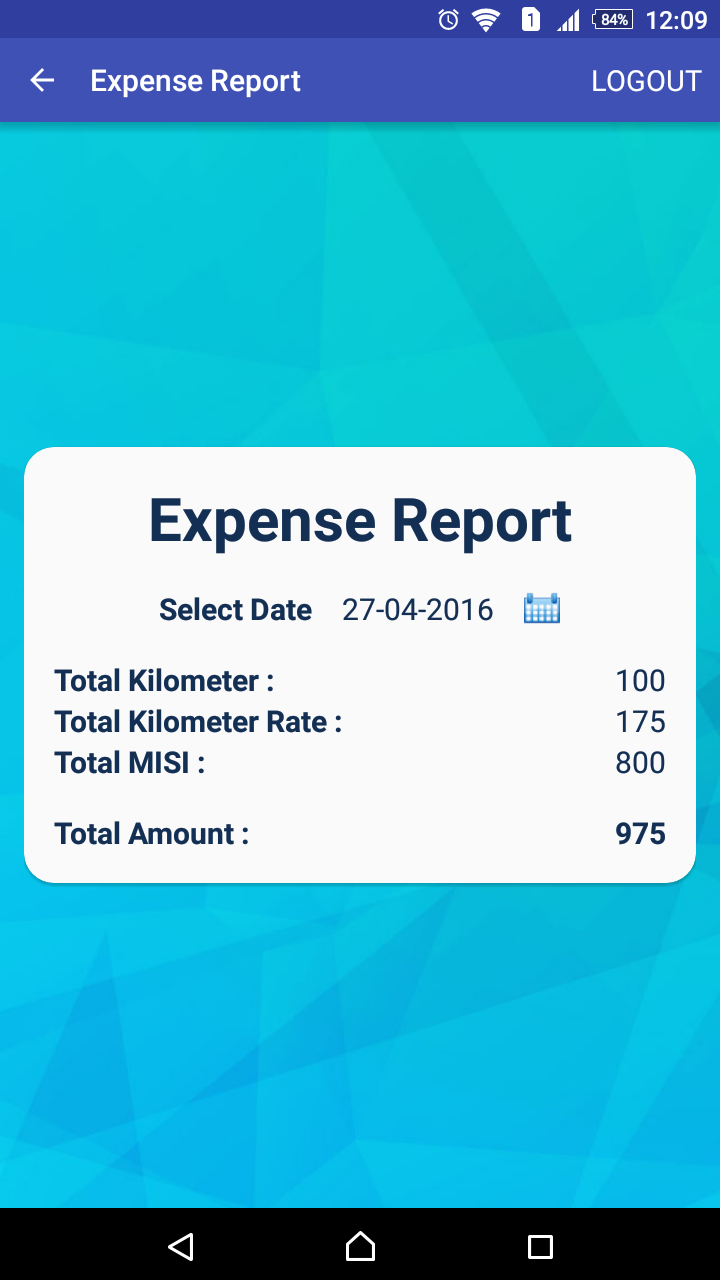 1 84% 12:09
Expense Report LOGOUT
Expense Report
Select Date 27-04-2016
Total Kilometer : 100
Total Kilometer Rate : 175
Total MISI : 800
Total Amount : 975